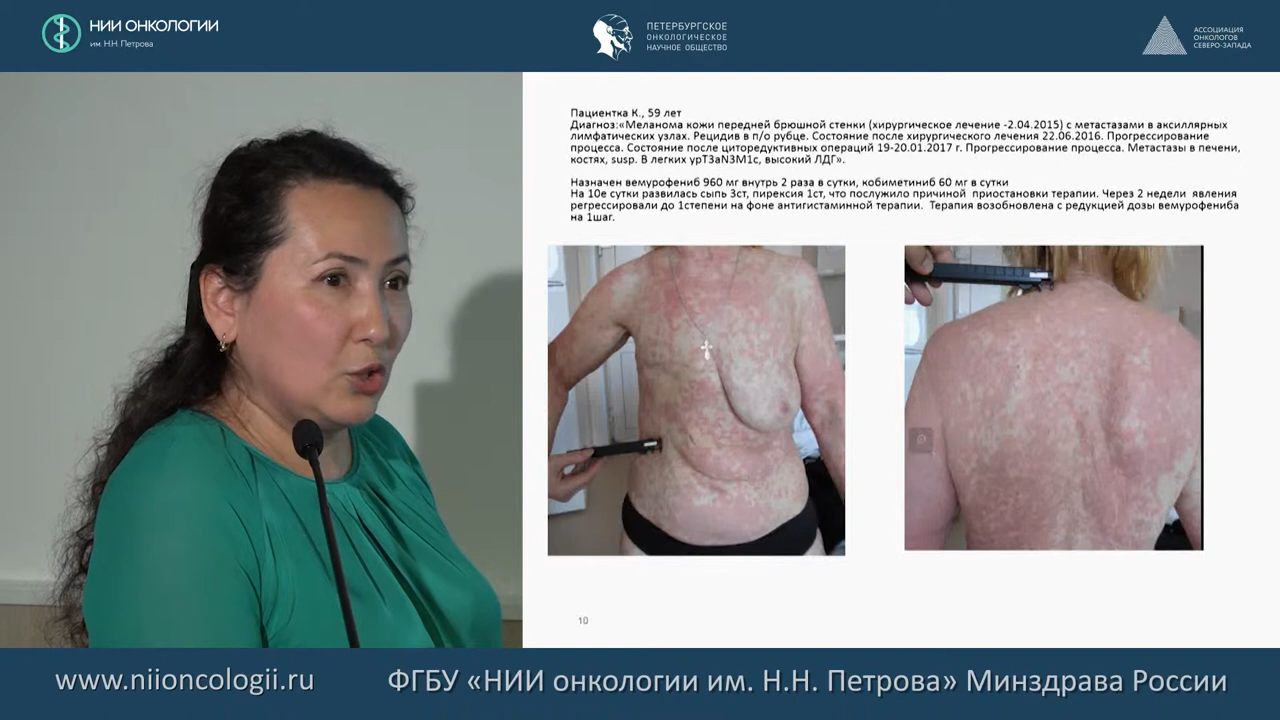 НИИ ОНКОЛОГИИ
им. Н.Н. Петрова
ПЕТЕРБУРГСКОЕ
ОНКОЛОГИЧЕСКОЕ
НАУЧНОЕ ОБЩЕСТВО
АССОЦИАЦИЯ
ОНКОЛОГОВ
СЕВЕРО-ЗАПАДА
Пациентка К., 59 лет
Диагноз:«Меланома кожи передней брюшной стенки (хирургическое лечение -2.04.2015) с метастазами в аксиллярных
лимфатических узлах. Рецидив в п/о рубце. Состояние после хирургического лечения 22.06.2016. Прогрессирование
процесса. Состояние после циторедуктивных операций 19-20.01.2017 г. Прогрессирование процесса. Метастазы в печени,
костях, susp. В легких ypT3aN3M1c, высокий ЛДГ».
Назначен вемурофениб 960 мг внутрь 2 раза в сутки, кобиметиниб 60 мг в сутки
На 10е сутки развилась сыпь 3ст, пирексия 1ст, что послужило причиной приостановки терапии. Через 2 недели явления
регрессировали до 1степени на фоне антигистаминной терапии. Терапия возобновлена с редукцией дозы вемурофениба
на 1шаг.
10
www.niioncologii.ru
ФГБУ «НИИ онкологии им. Н.Н. Петрова» Минздрава России